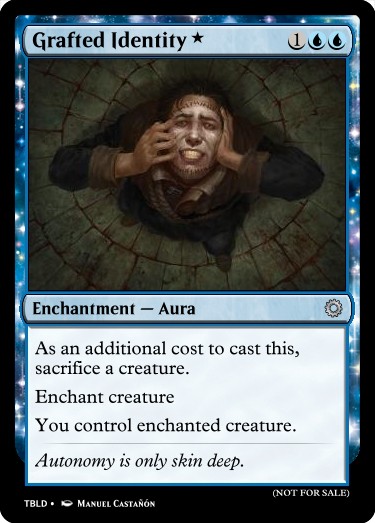 Grafted Identity ★ 1
Enchantment — Aura
As an additional cost to cast this,
sacrifice a creature.
Enchant creature
You control enchanted creature.
Autonomy is only skin deep.
(NOT FOR SALE)
TBLD • Manuel Castañón